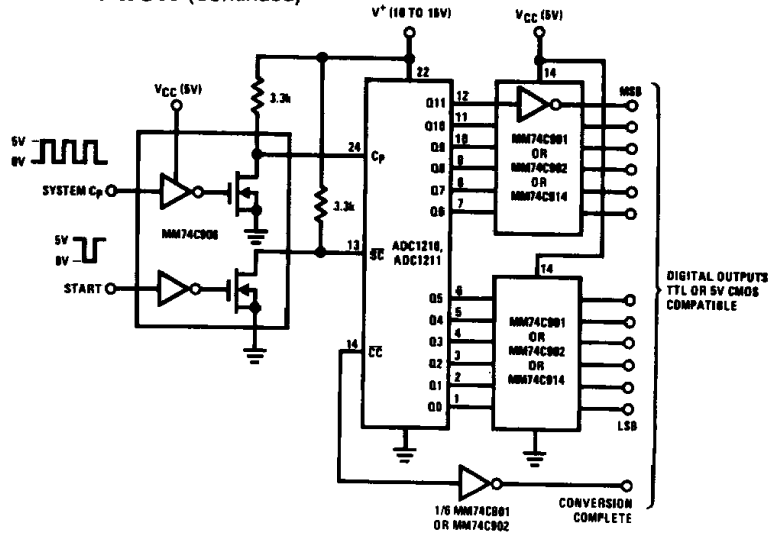 (Continued)
V+ (10 TO 15V)
VCC (5V)
22
14
3.3k
VCC (5V)
5V
0V
SYSTEM CP
24
CP
3.3k
MM74C906
5V
0V
START
13
SC
14
CC
ADC1210,
ADC1211
Q11 12
Q10 11
Q9 10
Q8 9
Q7 8
Q6 7
MM74C901
OR
MM74C902
OR
MM74C914
MSB
14
Q5 6
Q4 5
Q3 4
Q2 3
Q1 2
Q0 1
MM74C901
OR
MM74C902
OR
MM74C914
LSB
DIGITAL OUTPUTS
TTL OR 5V CMOS
COMPATIBLE
1/6 MM74C901
OR MM74C902
CONVERSION
COMPLETE